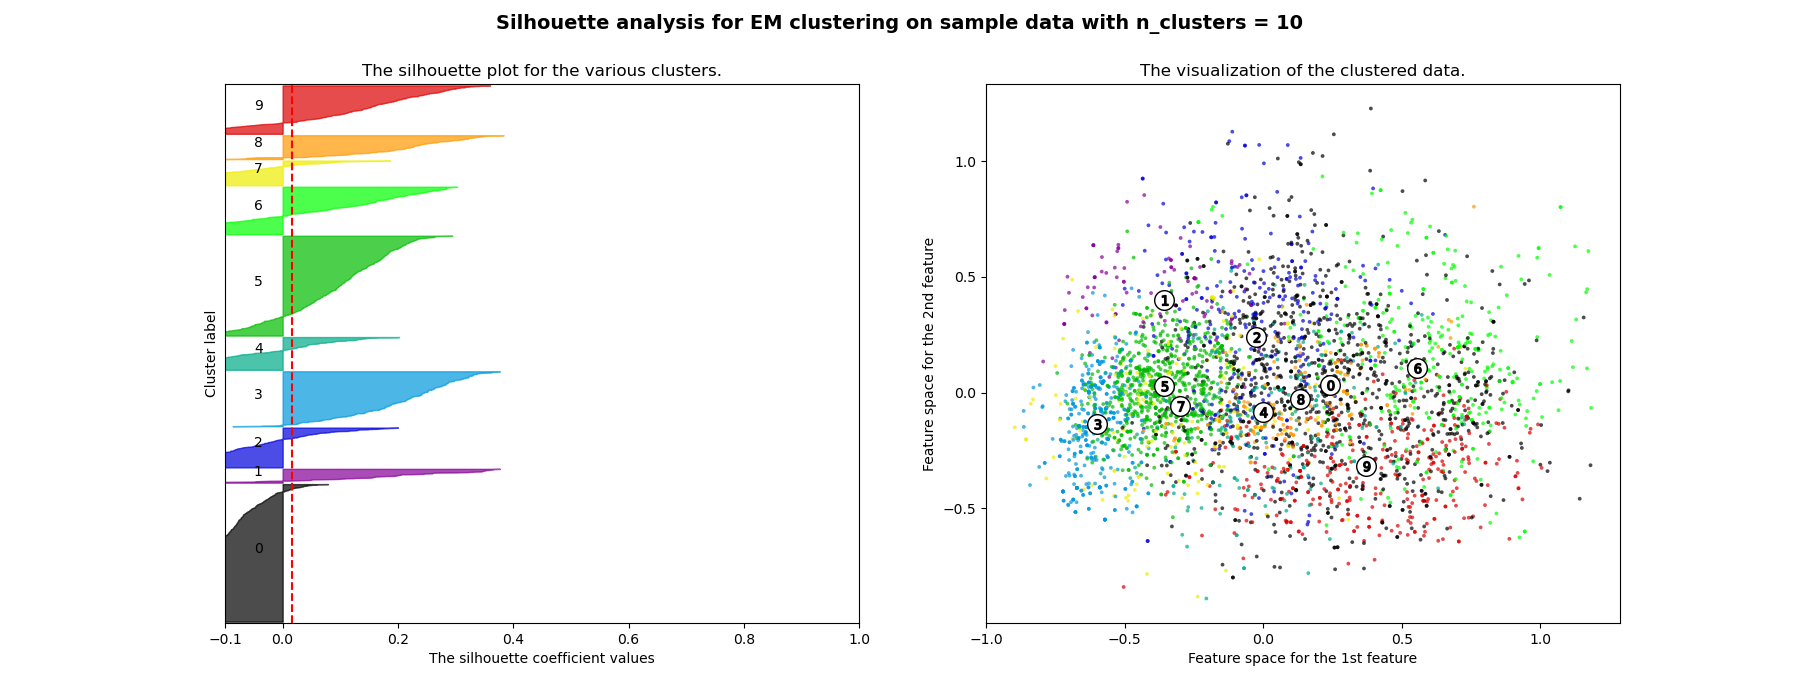 Silhouette analysis for EM clustering on sample data with n_clusters = 10
The silhouette plot for the various clusters.
Cluster label
9
8
7
6
5
4
3
2
1
0
−0.1 0.0 0.2 0.4 0.6 0.8 1.0
The silhouette coefficient values
The visualization of the clustered data.
Feature space for the 2nd feature
1.0
0.5
0.0
−0.5
1
2
6
5
0
8
7
4
3
9
−1.0 −0.5 0.0 0.5 1.0
Feature space for the 1st feature